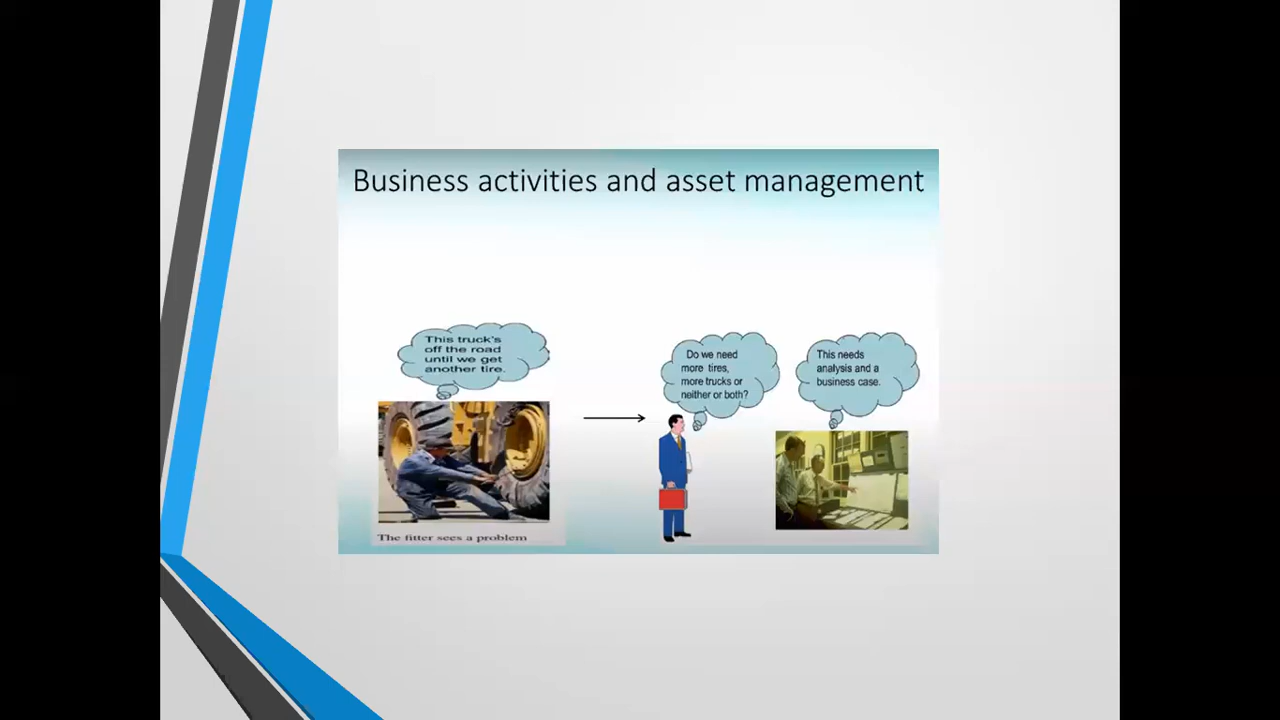 Business activities and asset management
This truck's
off the road
until we get
another tire.
Do we need
more tires,
more trucks or
neither or both?
This needs
analysis and a
business case.
The fitter sees a problem